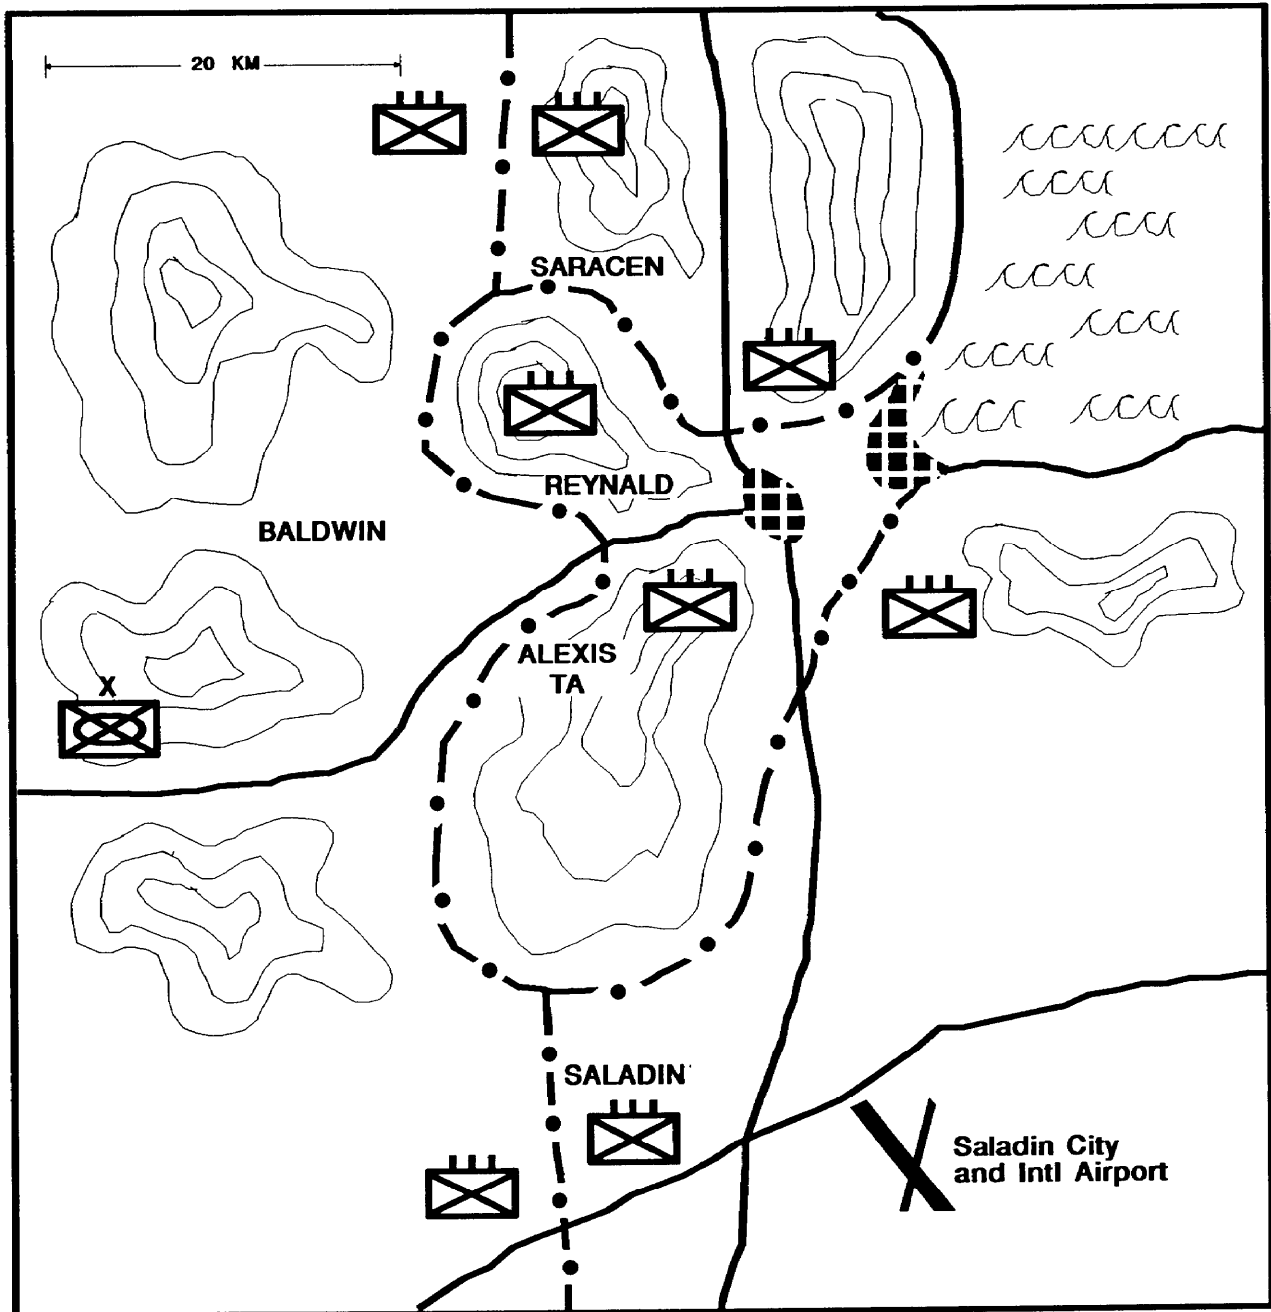 20 KM
SARACEN
REYNALD
BALDWIN
ALEXIS
TA
X
SALADIN
Saladin City
and Intl Airport